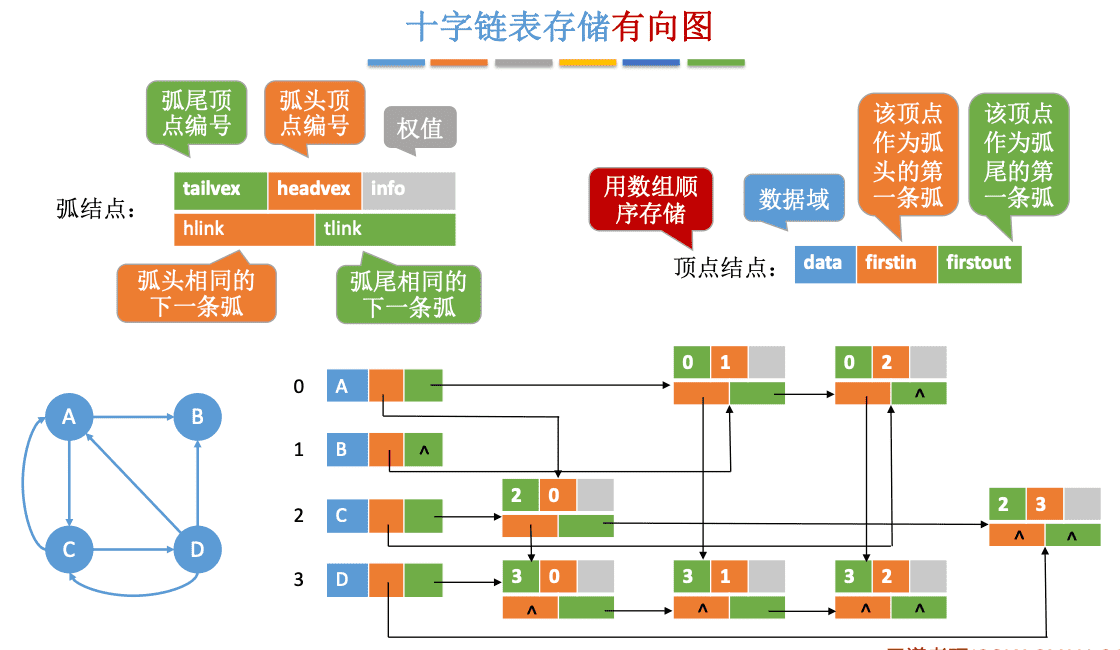 十字链表存储有向图
弧尾顶
点编号
弧头顶
点编号
权值
tailvex headvex info
弧结点：
hlink tlink
弧头相同的
下一条弧
弧尾相同的
下一条弧
用数组顺
序存储
数据域
该顶点
作为弧
头的第
一条弧
该顶点
作为弧
尾的第
一条弧
顶点结点：
data firstin firstout
A B
C D
0 A
0 1
0 2
^
1 B ^
2 C
2 0
2 3
^ ^
3 D
3 0
^
3 1
^
3 2
^ ^